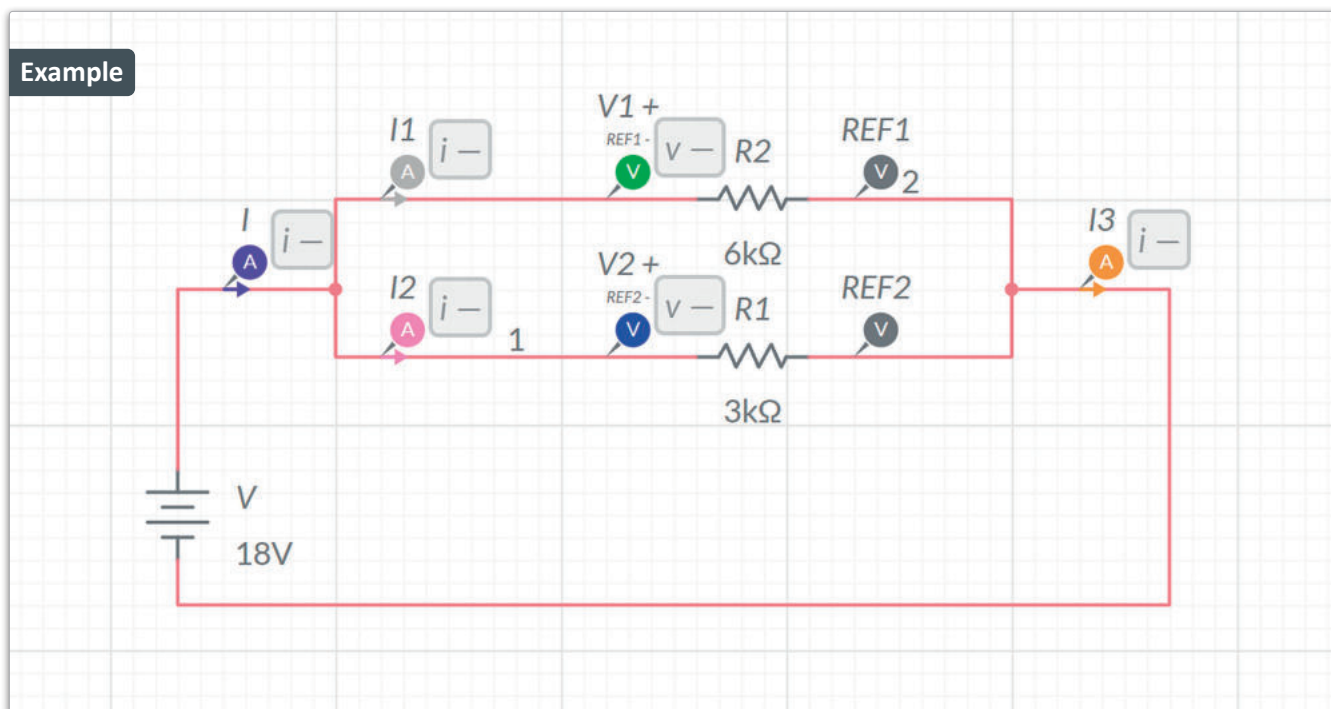 Example
I1
i —
V1 +
REF1 -
V
v —
R2
REF1
V
2
A
I
i —
A
6kΩ
I3
i —
A
I2
i —
A
1
V2 +
REF2 -
V
v —
R1
REF2
V
3kΩ
V
18V